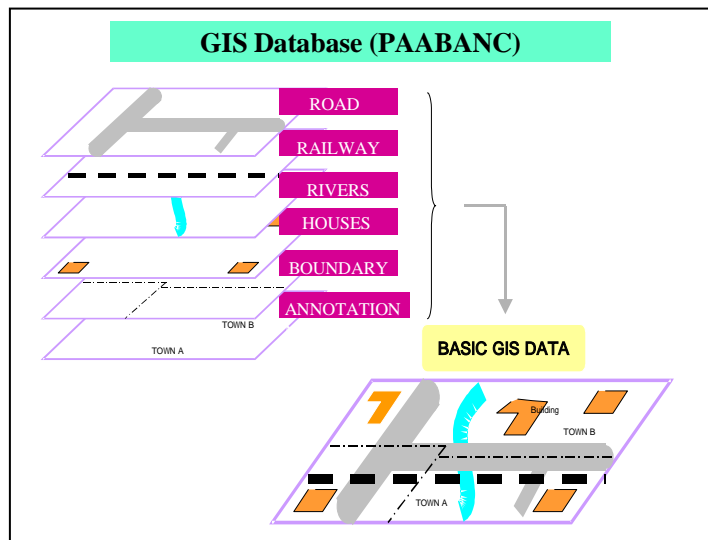 GIS Database (PAABANC)
ROAD
RAILWAY
RIVERS
HOUSES
BOUNDARY
ANNOTATION
TOWN B
TOWN A
BASIC GIS DATA
Building
TOWN B
TOWN A